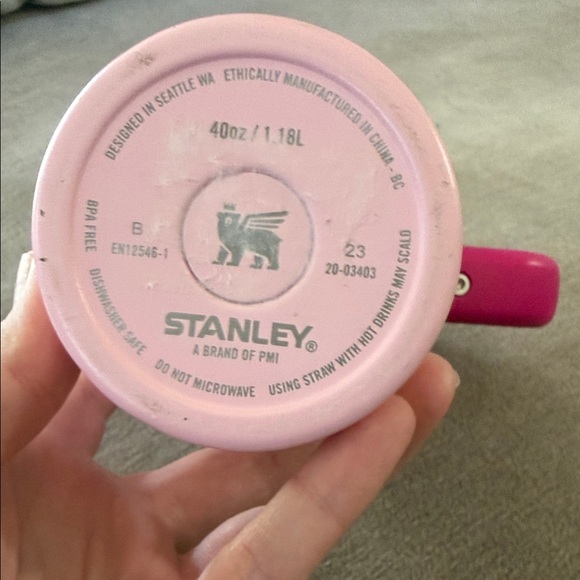 DESIGNED IN SEATTLE WA ETHICALLY MANUFACTURED IN CHINA - BC
40oz / 1.18L
B
EN12546-1
23
20-03403
STANLEY®
A BRAND OF PMI
BPA FREE DISHWASHER SAFE DO NOT MICROWAVE USING STRAW WITH HOT DRINKS MAY SCALD